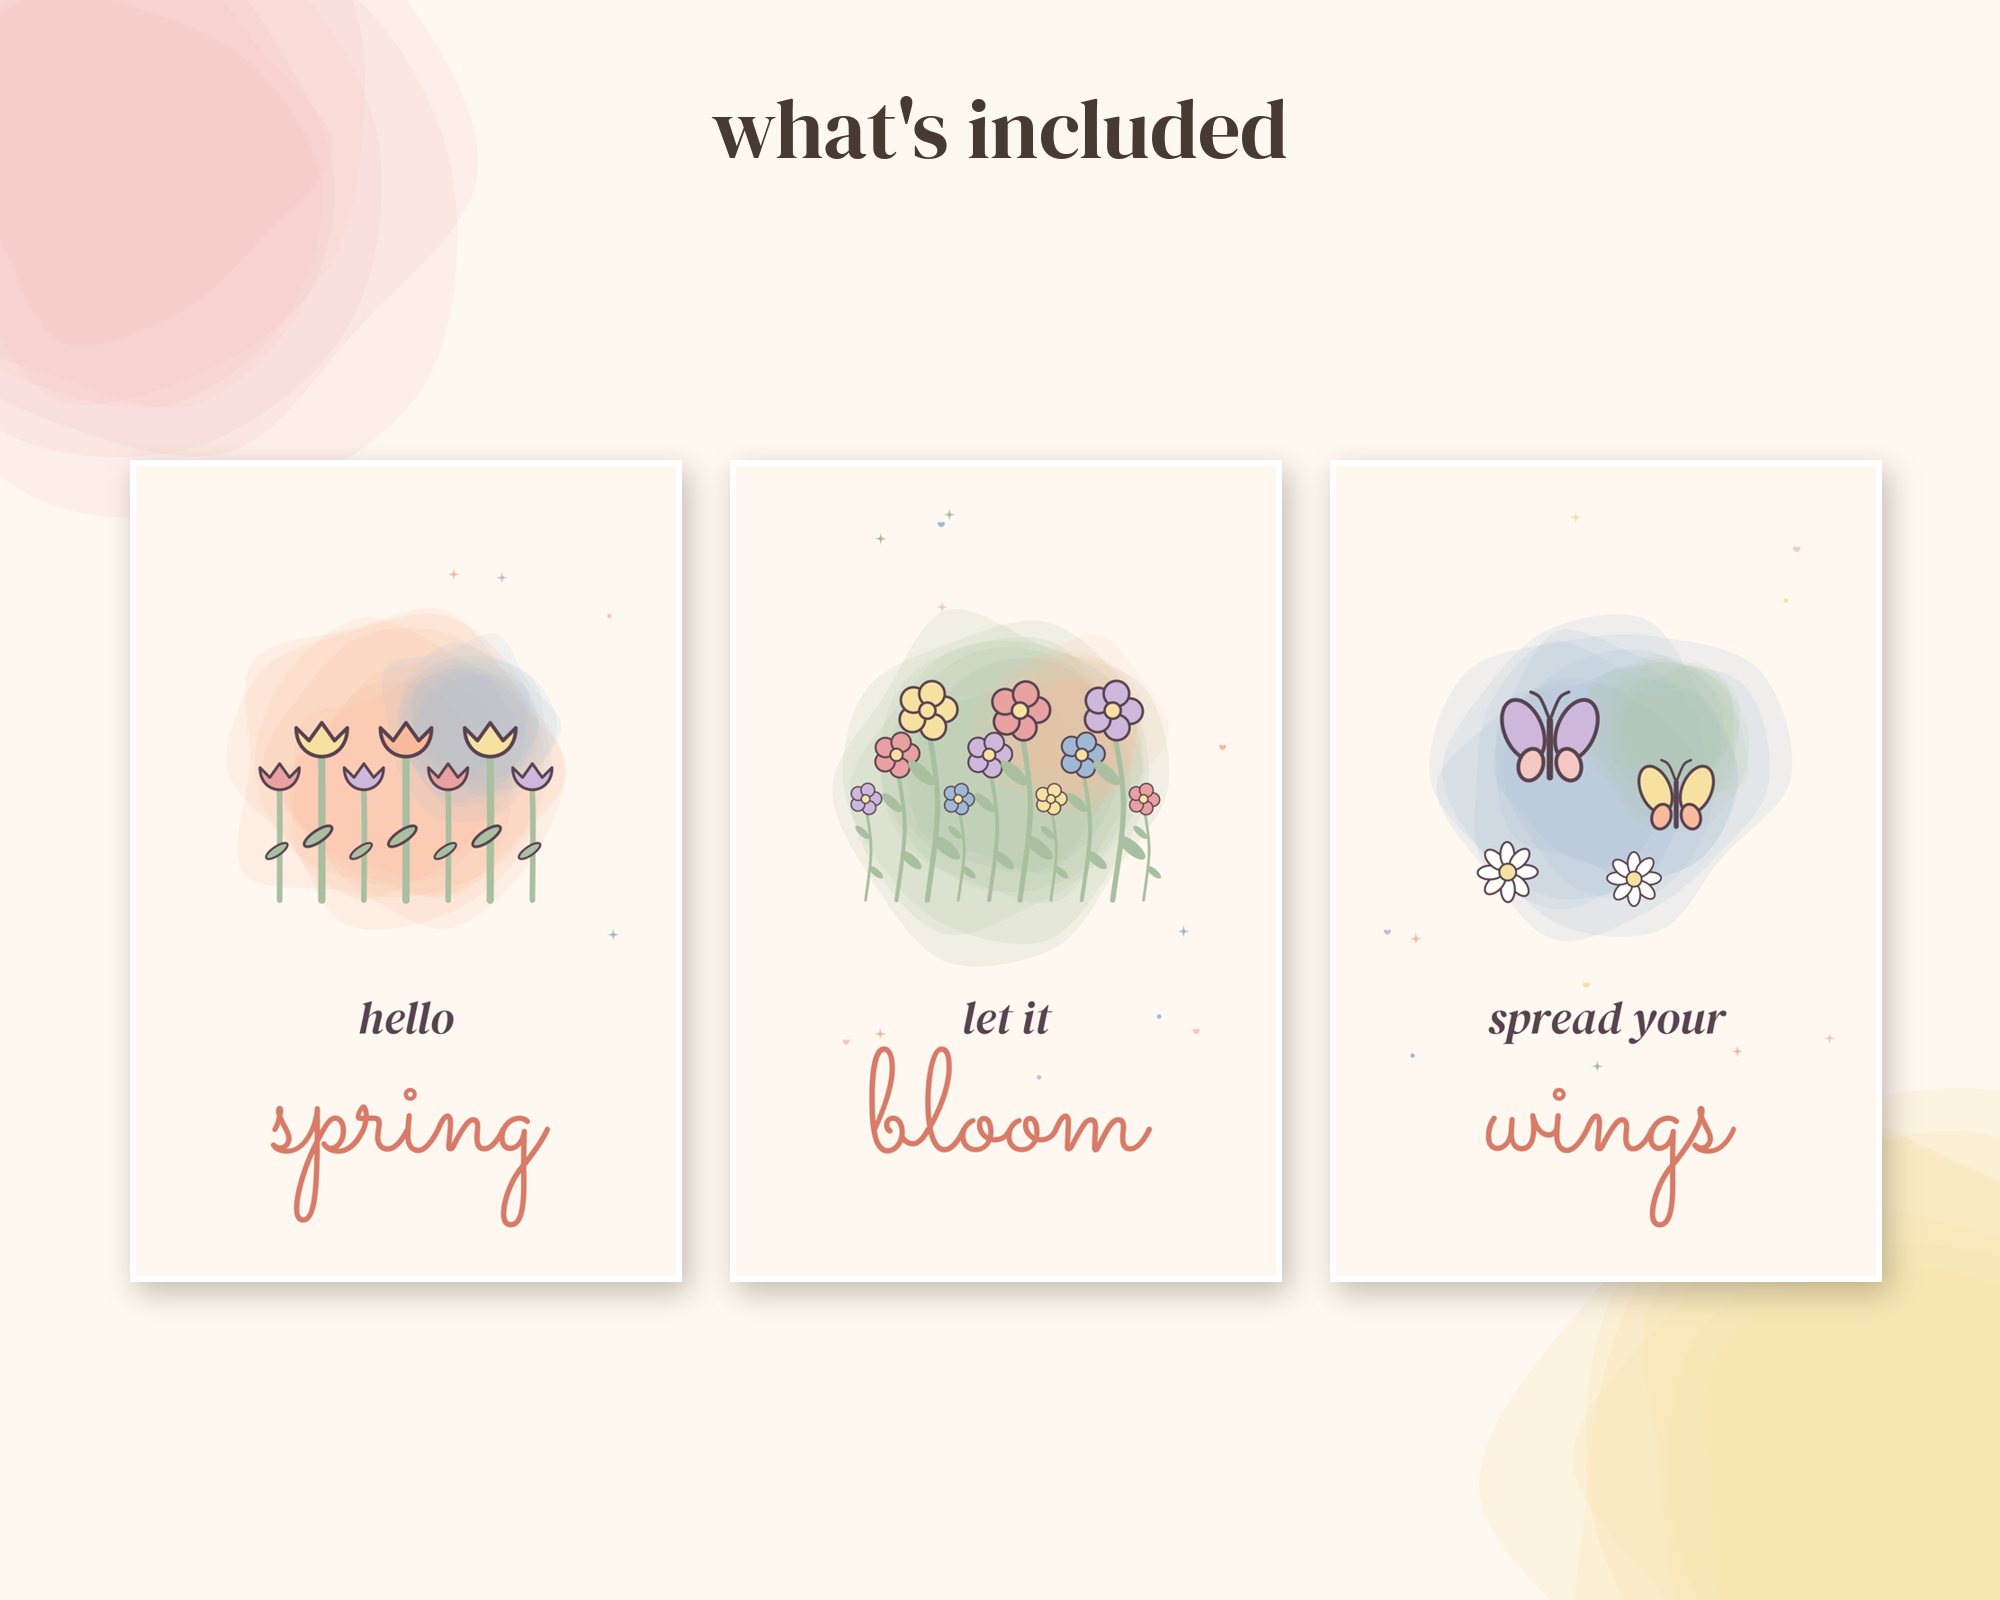 what's included
hello
spring
let it
bloom
spread your
wings